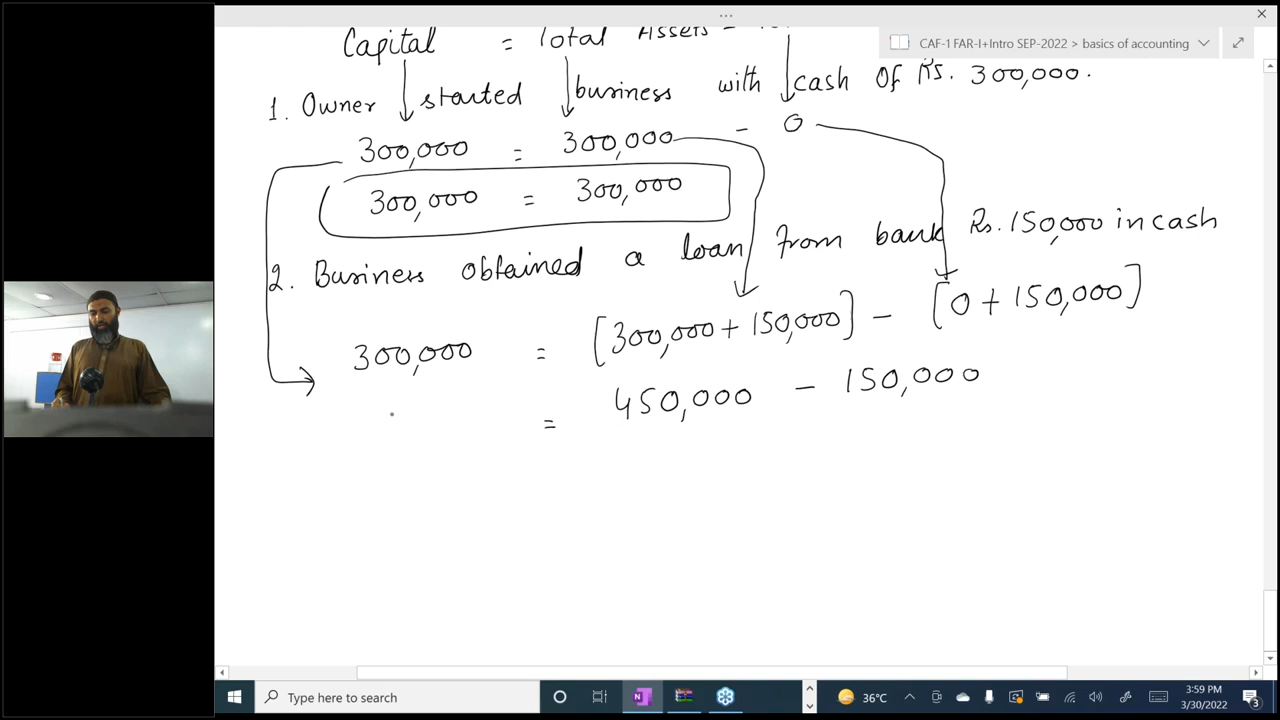 CAF-1 FAR-I+Intro SEP-2022 > basics of accounting
Capital = Total Assets -
1. Owner started business with cash of Rs. 300,000.
300,000 = 300,000 - 0
300,000 = 300,000
2. Business obtained a loan from bank Rs. 150,000 in cash
300,000 = [300,000 + 150,000] - [0 + 150,000]
= 450,000 - 150,000
Type here to search
36°C
3:59 PM
3/30/2022
3